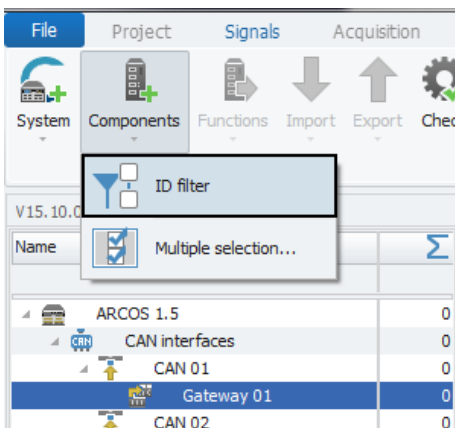 File Project Signals Acquisition
System Components Functions Import Export Chec
ID filter
V15.10.0
Multiple selection...
Name Σ
ARCOS 1.5 0
CAN interfaces 0
CAN 01 0
Gateway 01 0
CAN 02 0